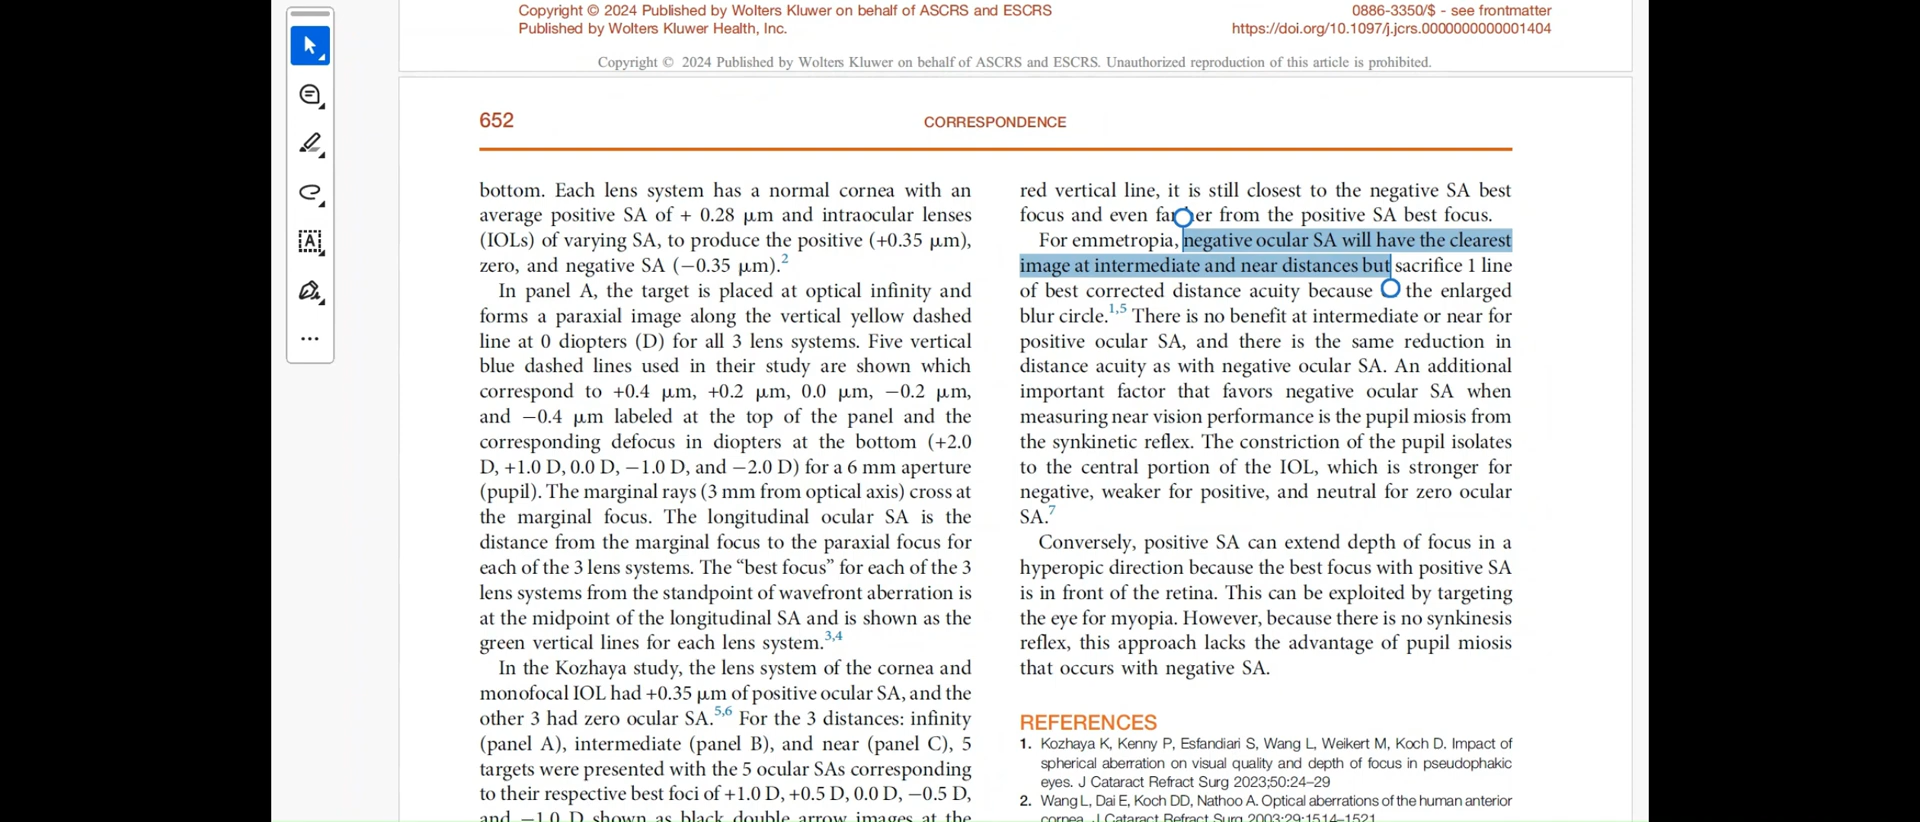 Copyright © 2024 Published by Wolters Kluwer on behalf of ASCRS and ESCRS
Published by Wolters Kluwer Health, Inc.
0886-3350/$ - see frontmatter
https://doi.org/10.1097/j.jcrs.0000000000001404
Copyright © 2024 Published by Wolters Kluwer on behalf of ASCRS and ESCRS. Unauthorized reproduction of this article is prohibited.
652
CORRESPONDENCE
bottom. Each lens system has a normal cornea with an
average positive SA of + 0.28 μm and intraocular lenses
(IOLs) of varying SA, to produce the positive (+0.35 μm),
zero, and negative SA (−0.35 μm).2
In panel A, the target is placed at optical infinity and
forms a paraxial image along the vertical yellow dashed
line at 0 diopters (D) for all 3 lens systems. Five vertical
blue dashed lines used in their study are shown which
correspond to +0.4 μm, +0.2 μm, 0.0 μm, −0.2 μm,
and −0.4 μm labeled at the top of the panel and the
corresponding defocus in diopters at the bottom (+2.0
D, +1.0 D, 0.0 D, −1.0 D, and −2.0 D) for a 6 mm aperture
(pupil). The marginal rays (3 mm from optical axis) cross at
the marginal focus. The longitudinal ocular SA is the
distance from the marginal focus to the paraxial focus for
each of the 3 lens systems. The “best focus” for each of the 3
lens systems from the standpoint of wavefront aberration is
at the midpoint of the longitudinal SA and is shown as the
green vertical lines for each lens system.3,4
In the Kozhaya study, the lens system of the cornea and
monofocal IOL had +0.35 μm of positive ocular SA, and the
other 3 had zero ocular SA.5,6 For the 3 distances: infinity
(panel A), intermediate (panel B), and near (panel C), 5
targets were presented with the 5 ocular SAs corresponding
to their respective best foci of +1.0 D, +0.5 D, 0.0 D, −0.5 D,
and −1.0 D shown as black double arrow images at the
red vertical line, it is still closest to the negative SA best
focus and even from the positive SA best focus.
For emmetropia, negative ocular SA will have the clearest
image at intermediate and near distances but sacrifice 1 line
of best corrected distance acuity because the enlarged
blur circle.1,5 There is no benefit at intermediate or near for
positive ocular SA, and there is the same reduction in
distance acuity as with negative ocular SA. An additional
important factor that favors negative ocular SA when
measuring near vision performance is the pupil miosis from
the synkinetic reflex. The constriction of the pupil isolates
to the central portion of the IOL, which is stronger for
negative, weaker for positive, and neutral for zero ocular
SA.7
Conversely, positive SA can extend depth of focus in a
hyperopic direction because the best focus with positive SA
is in front of the retina. This can be exploited by targeting
the eye for myopia. However, because there is no synkinesis
reflex, this approach lacks the advantage of pupil miosis
that occurs with negative SA.
REFERENCES
1. Kozhaya K, Kenny P, Esfandiari S, Wang L, Weikert M, Koch D. Impact of
spherical aberration on visual quality and depth of focus in pseudophakic
eyes. J Cataract Refract Surg 2023;50:24–29
2. Wang L, Dai E, Koch DD, Nathoo A. Optical aberrations of the human anterior
cornea. J Cataract Refract Surg 2003;29:1514–1521